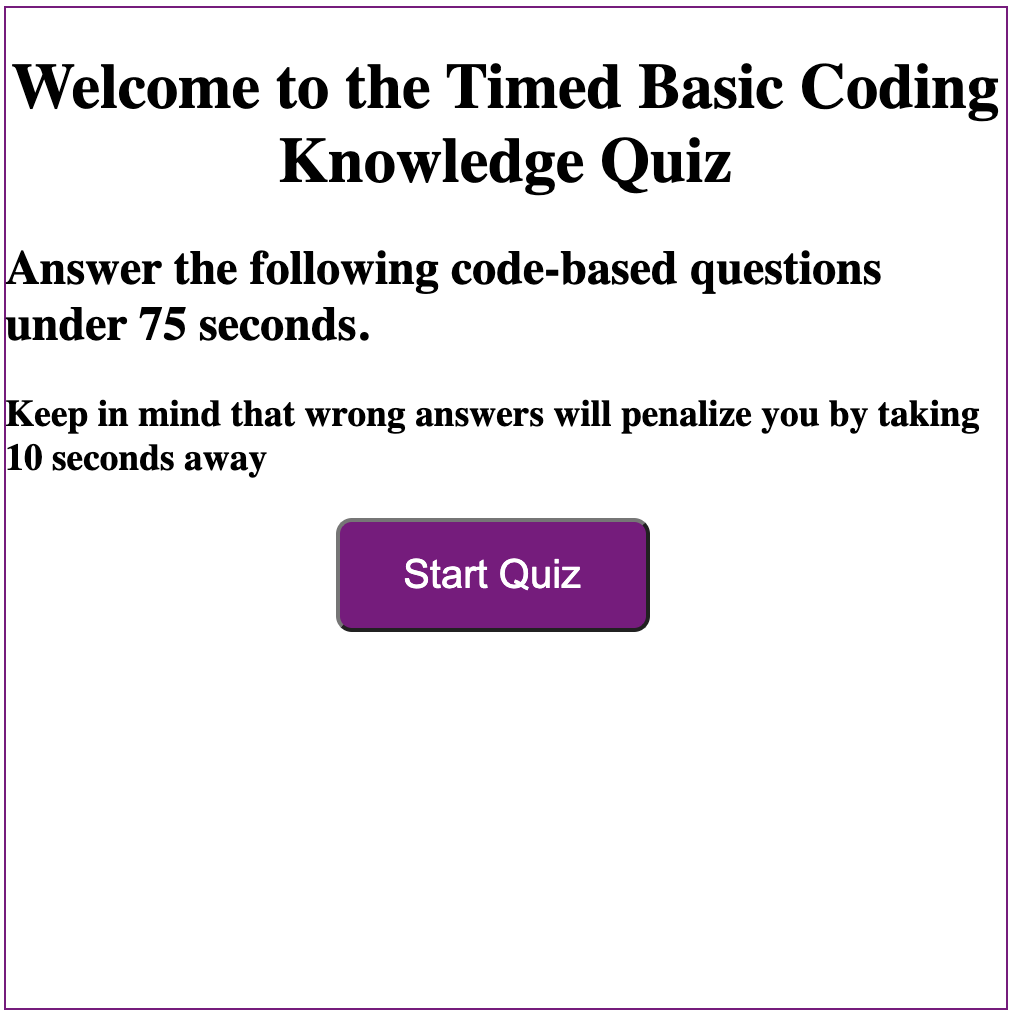 Welcome to the Timed Basic Coding
Knowledge Quiz
Answer the following code-based questions
under 75 seconds.
Keep in mind that wrong answers will penalize you by taking
10 seconds away
Start Quiz